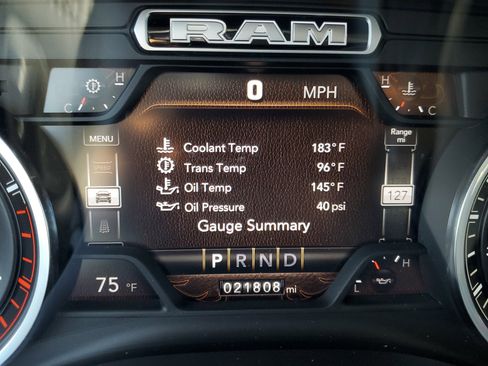 RAM
H
C
0 MPH
H
C
MENU
Range
mi
Coolant Temp 183°F
Trans Temp 96°F
Oil Temp 145°F
Oil Pressure 40 psi
127
Gauge Summary
P R N D
75 °F
021808 mi
H
L